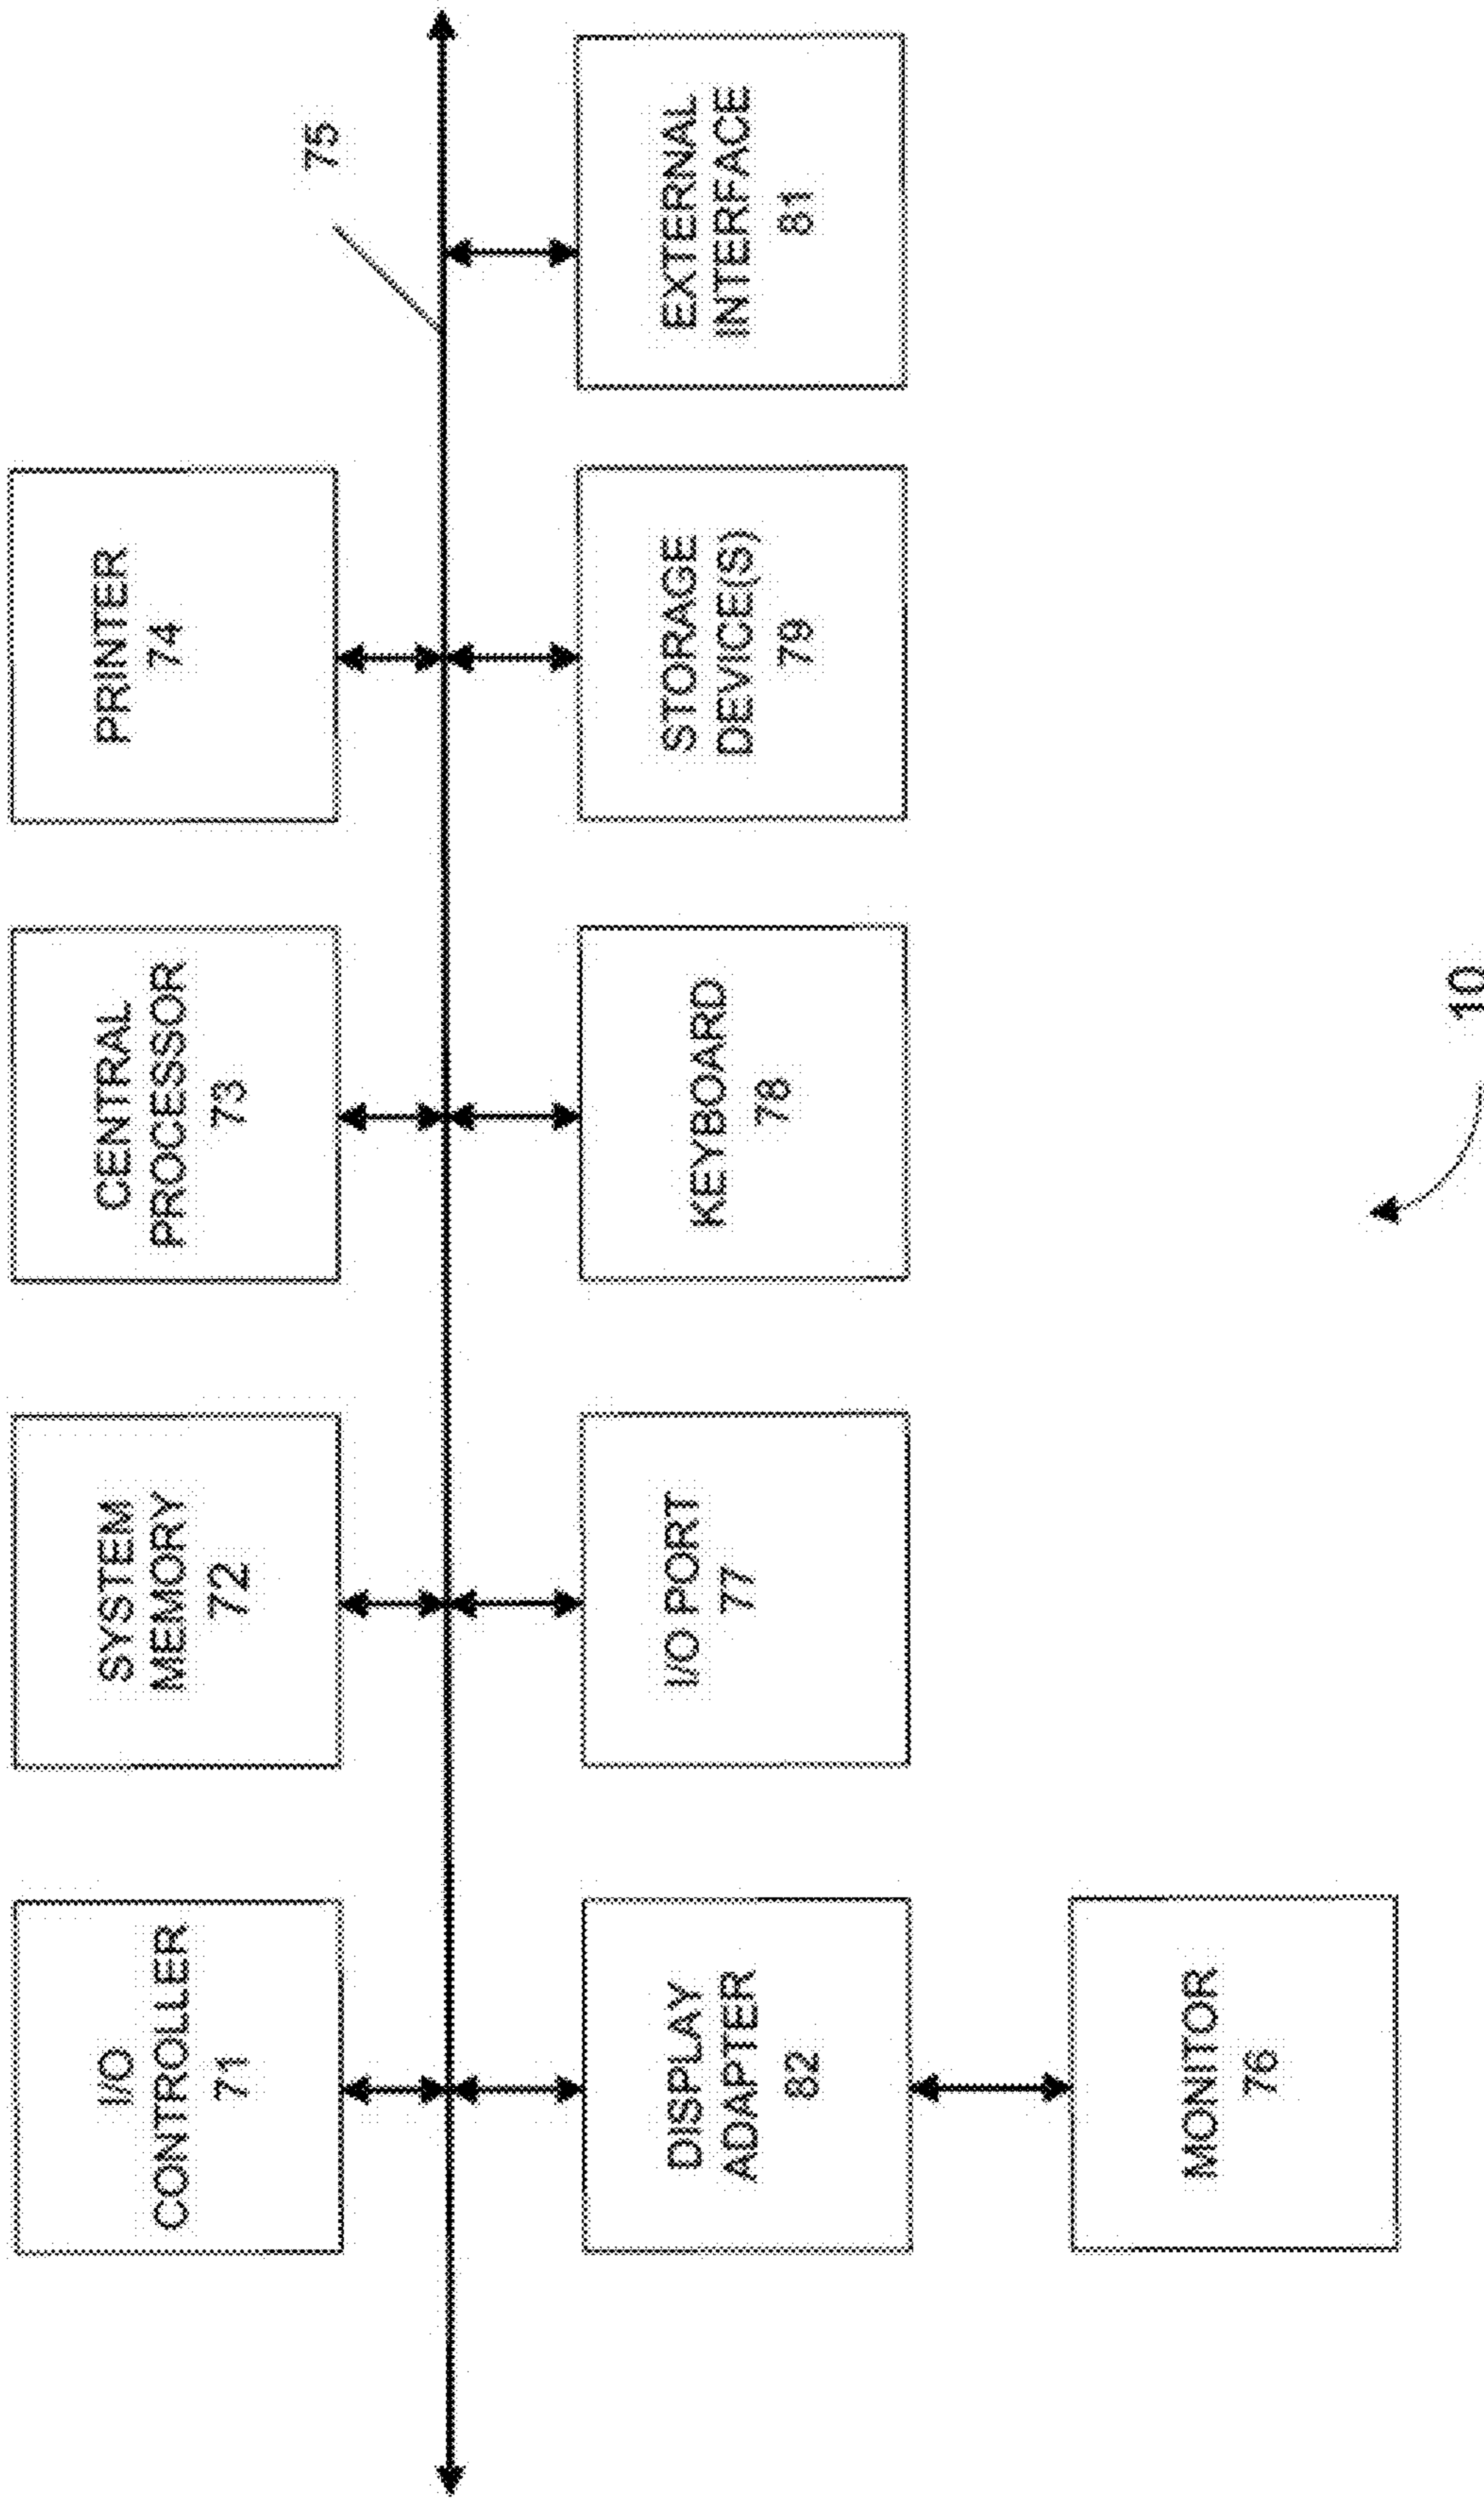 I/O
CONTROLLER
71
SYSTEM
MEMORY
72
CENTRAL
PROCESSOR
73
PRINTER
74
75
DISPLAY
ADAPTER
82
I/O PORT
77
KEYBOARD
78
STORAGE
DEVICE(S)
79
EXTERNAL
INTERFACE
81
MONITOR
76
10